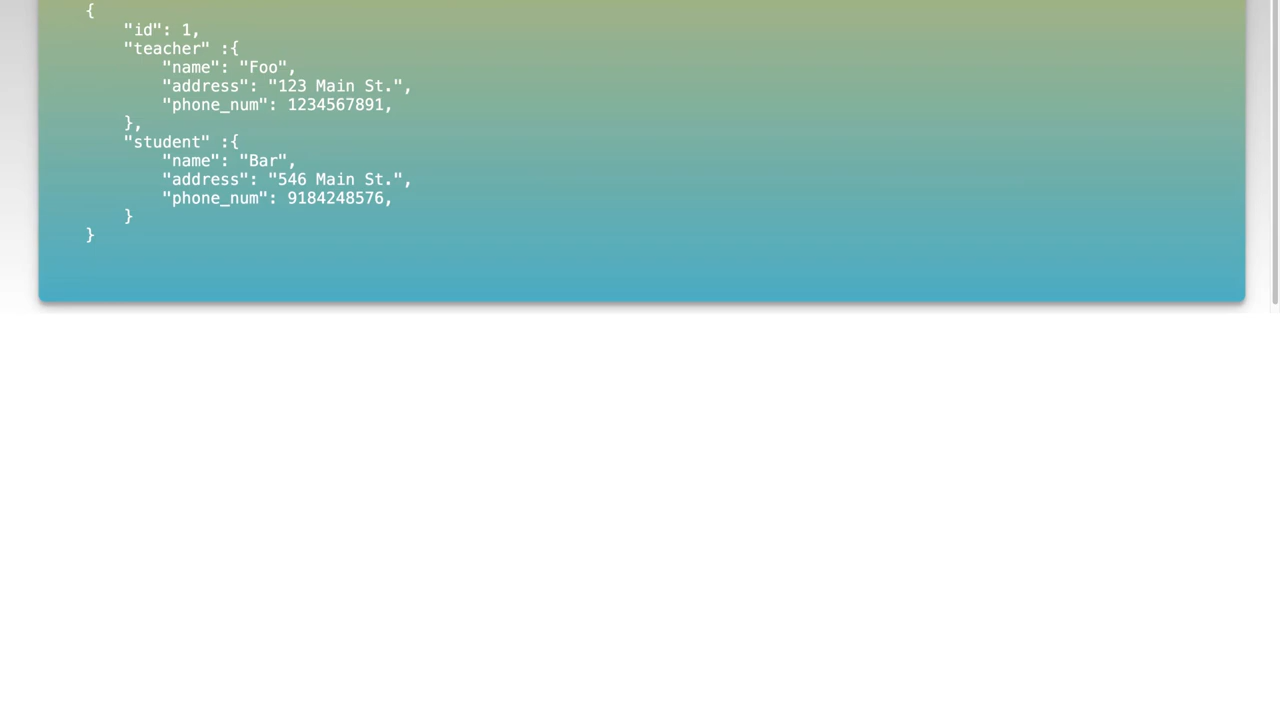 {
    "id": 1,
    "teacher" :{
        "name": "Foo",
        "address": "123 Main St.",
        "phone_num": 1234567891,
    },
    "student" :{
        "name": "Bar",
        "address": "546 Main St.",
        "phone_num": 9184248576,
    }
}